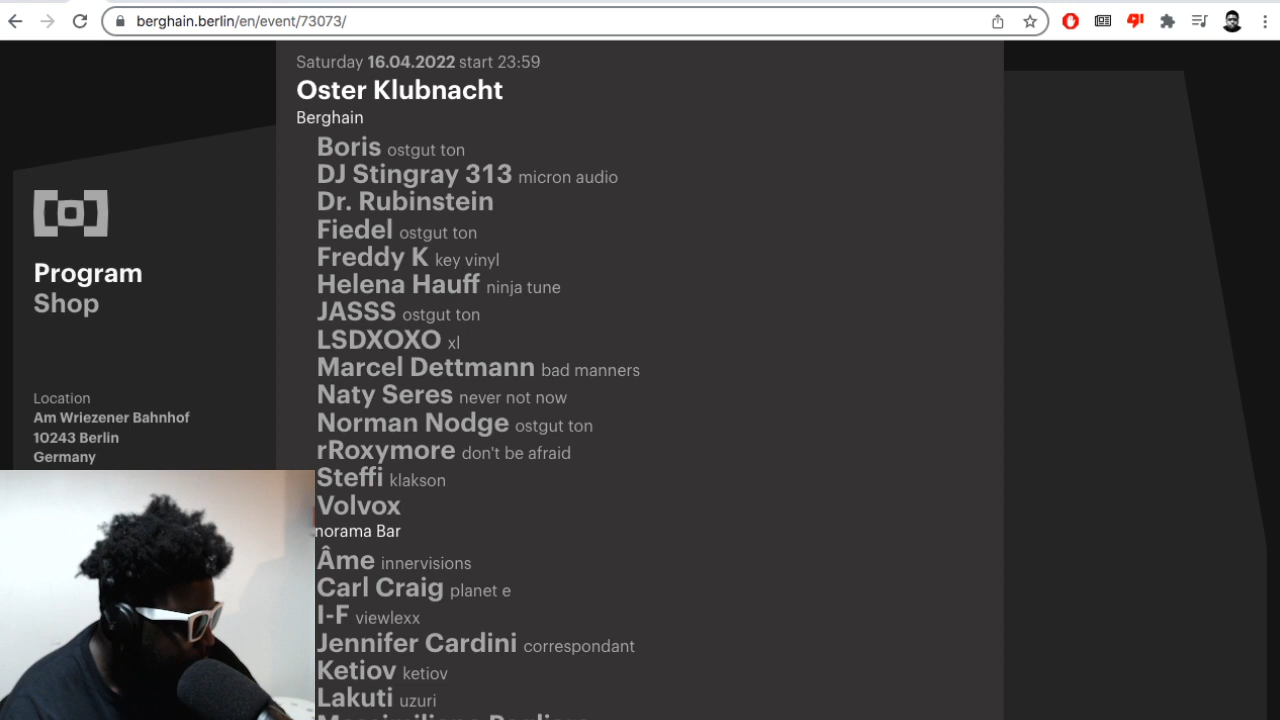 berghain.berlin/en/event/73073/
Saturday 16.04.2022 start 23:59
Oster Klubnacht
Berghain
Boris ostgut ton
DJ Stingray 313 micron audio
Dr. Rubinstein
Fiedel ostgut ton
Freddy K key vinyl
Helena Hauff ninja tune
JASSS ostgut ton
LSDXOXO xl
Marcel Dettmann bad manners
Naty Seres never not now
Norman Nodge ostgut ton
rRoxymore don't be afraid
Steffi klakson
Volvox
norama Bar
Âme innervisions
Carl Craig planet e
I-F viewlexx
Jennifer Cardini correspondant
Ketiov ketiov
Lakuti uzuri
Program
Shop
Location
Am Wriezener Bahnhof
10243 Berlin
Germany